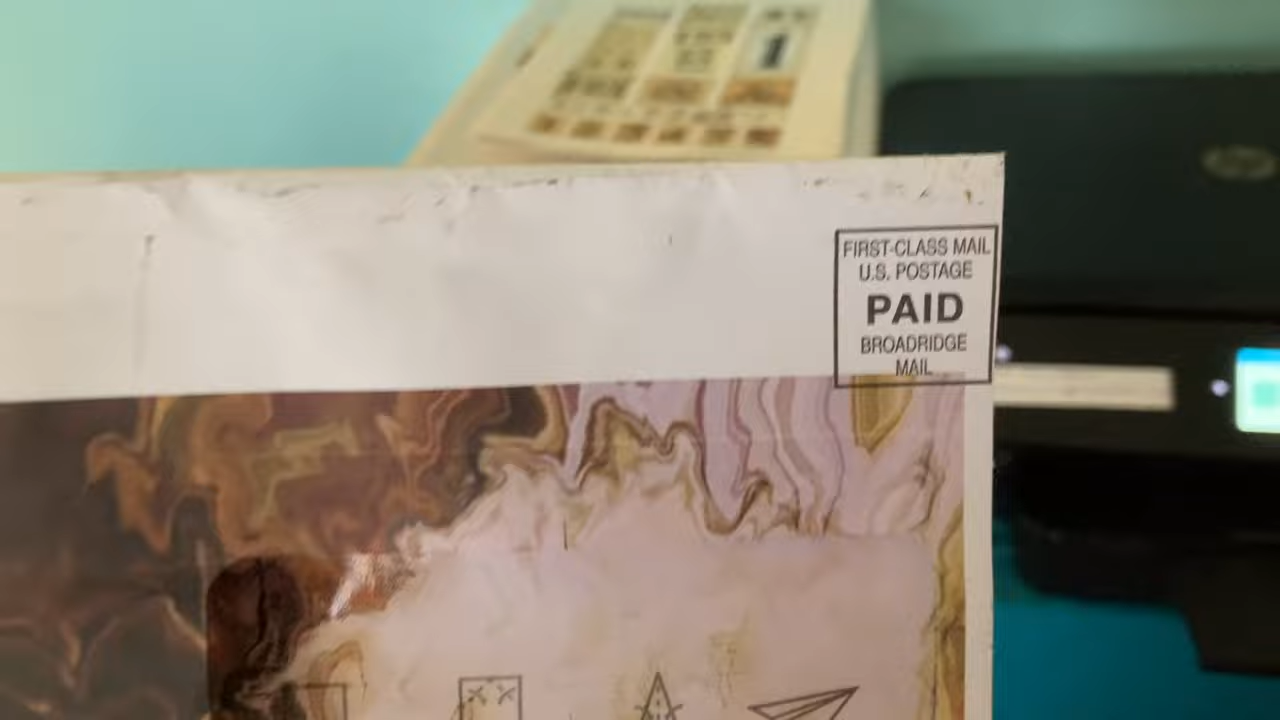 FIRST-CLASS MAIL
U.S. POSTAGE
PAID
BROADRIDGE
MAIL